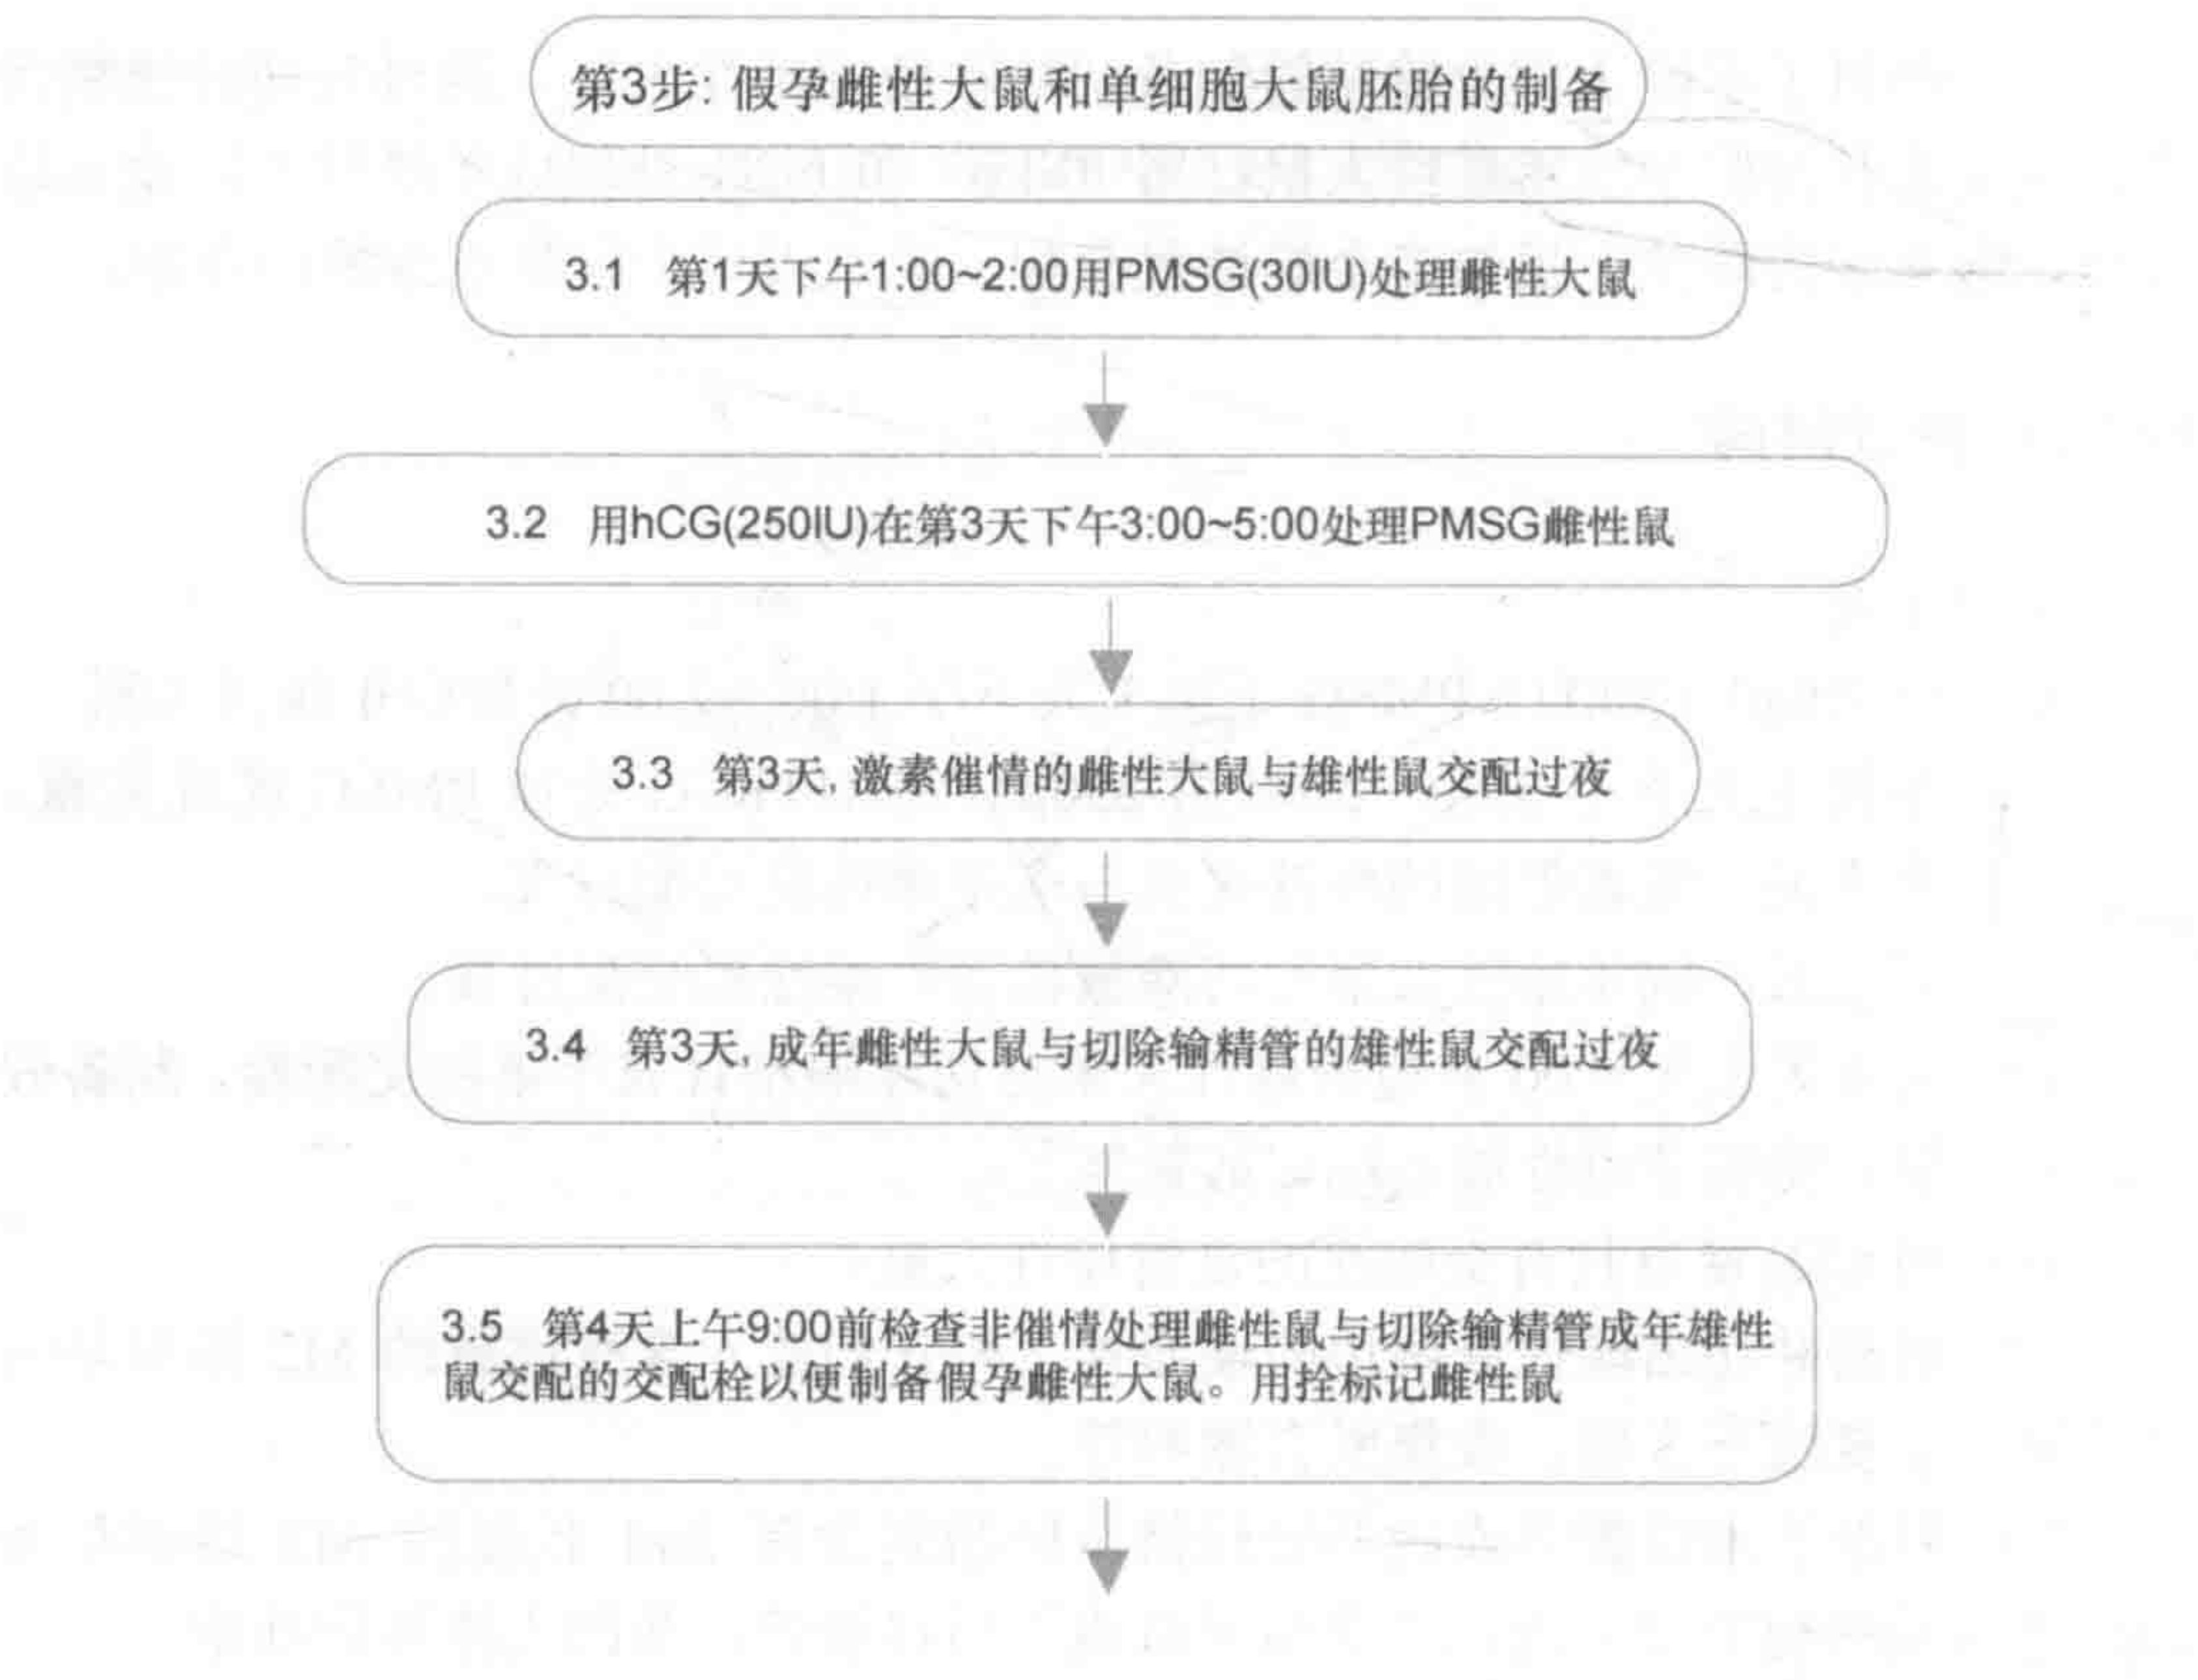 第3步: 假孕雌性大鼠和单细胞大鼠胚胎的制备
3.1 第1天下午1:00~2:00用PMSG(30IU)处理雌性大鼠
3.2 用hCG(250IU)在第3天下午3:00~5:00处理PMSG雌性鼠
3.3 第3天, 激素催情的雌性大鼠与雄性鼠交配过夜
3.4 第3天, 成年雌性大鼠与切除输精管的雄性鼠交配过夜
3.5 第4天上午9:00前检查非催情处理雌性鼠与切除输精管成年雄性
鼠交配的交配栓以便制备假孕雌性大鼠。用拴标记雌性鼠